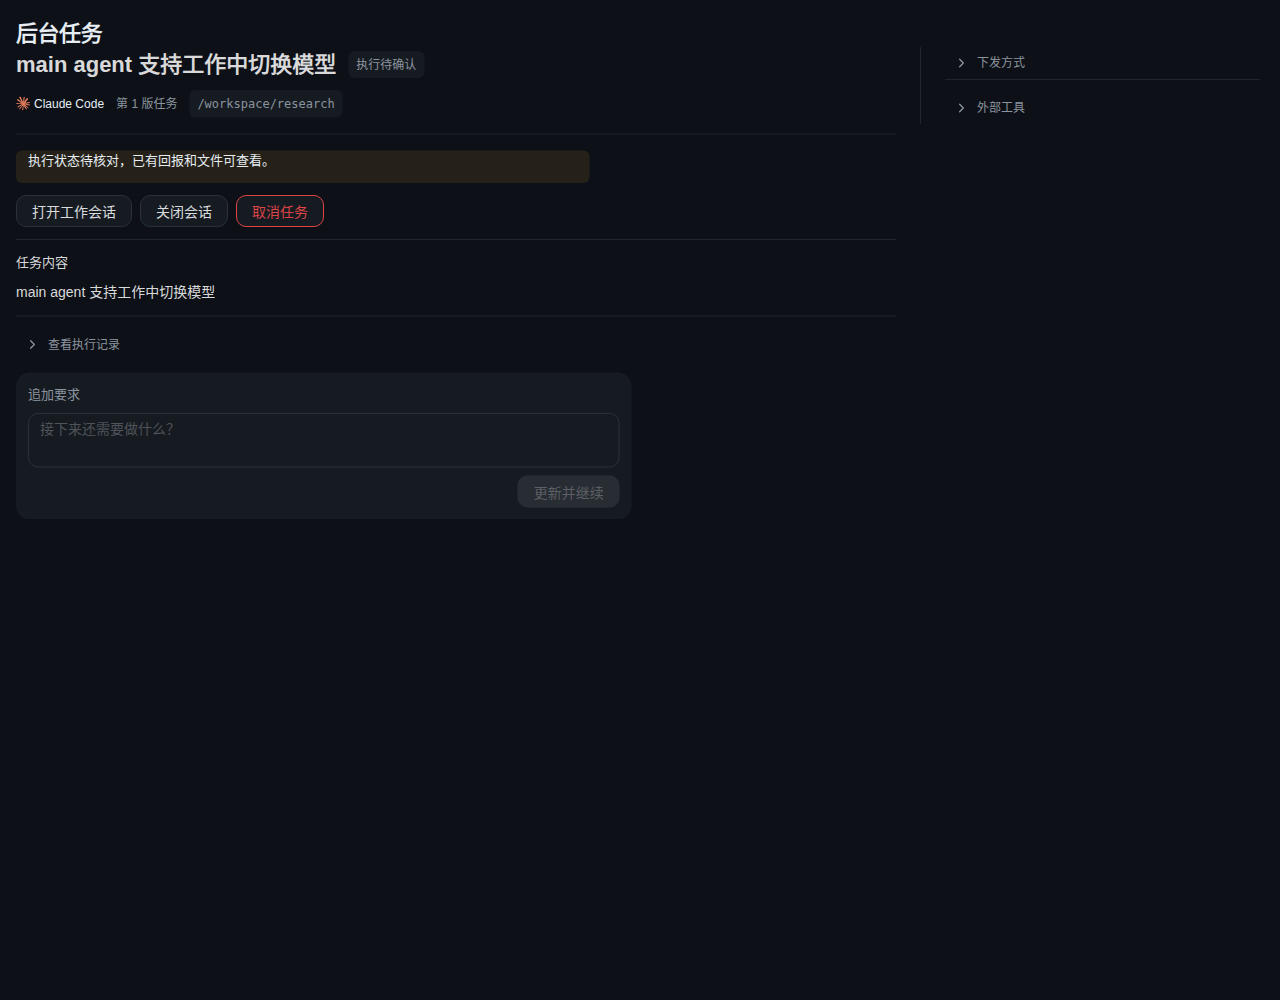 后台任务
main agent 支持工作中切换模型 执行待确认
Claude Code 第 1 版任务 /workspace/research
执行状态待核对，已有回报和文件可查看。
打开工作会话 关闭会话 取消任务
任务内容
main agent 支持工作中切换模型
查看执行记录
追加要求
接下来还需要做什么？
更新并继续
下发方式
外部工具